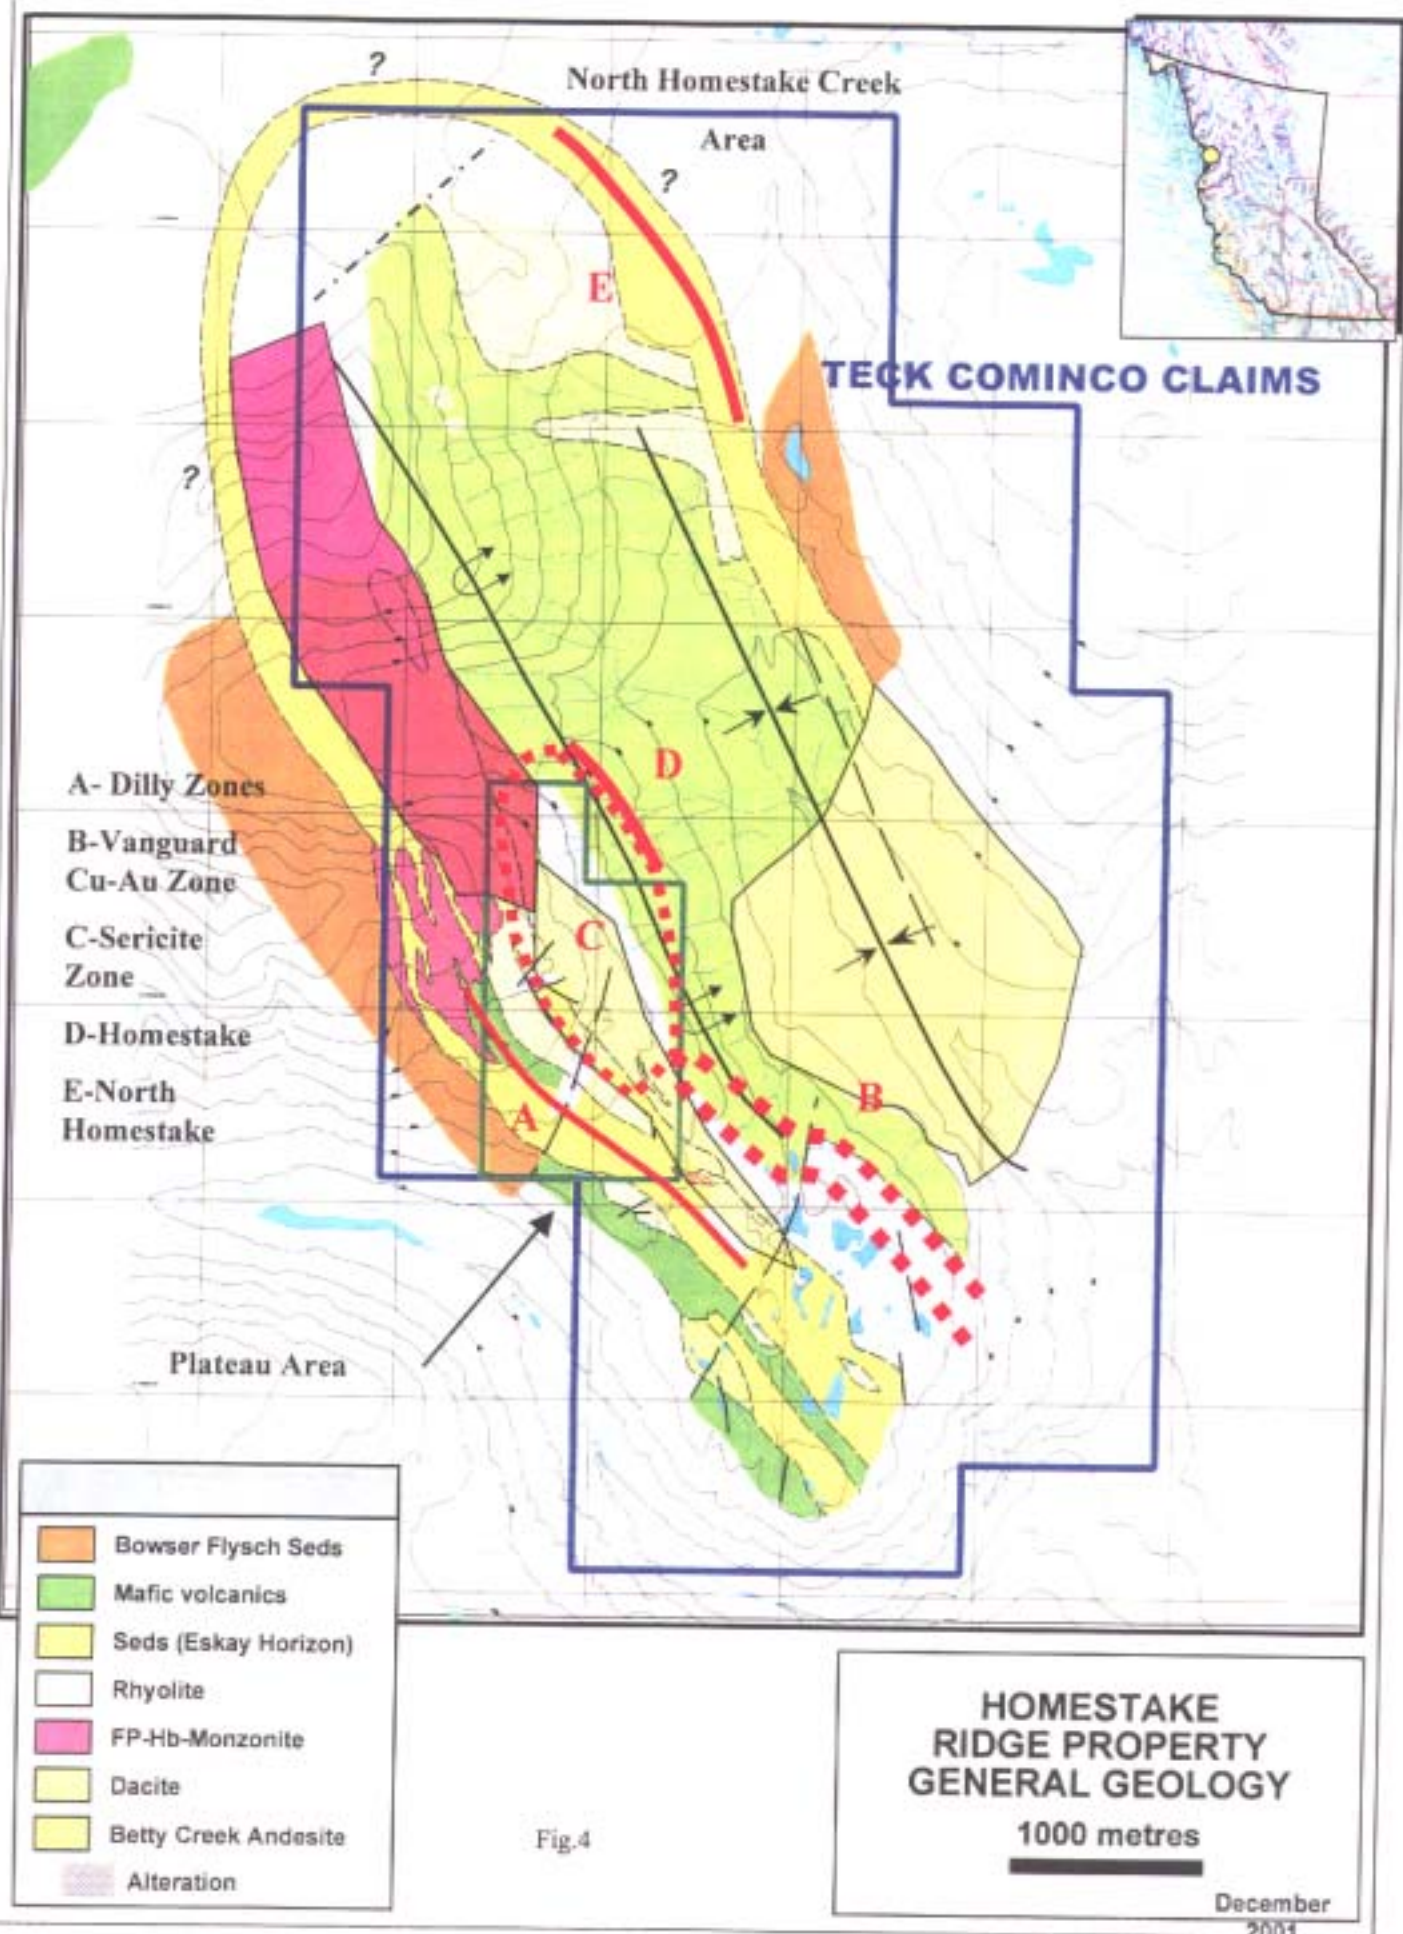 ?
North Homestake Creek
Area
?
E
TECK COMINCO CLAIMS
?
D
A- Dilly Zones
B-Vanguard
Cu-Au Zone
C-Sericite
Zone
D-Homestake
E-North
Homestake
C
B
A
Plateau Area
Bowser Flysch Seds
Mafic volcanics
Seds (Eskay Horizon)
Rhyolite
FP-Hb-Monzonite
Dacite
Betty Creek Andesite
Alteration
Fig.4
HOMESTAKE
RIDGE PROPERTY
GENERAL GEOLOGY
1000 metres
December
2001